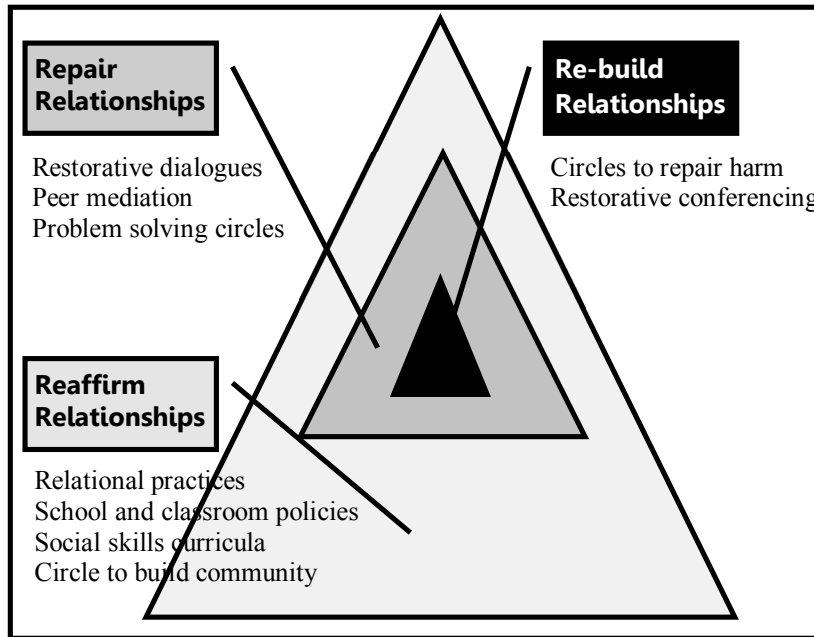 Repair
Relationships
Restorative dialogues
Peer mediation
Problem solving circles
Re-build
Relationships
Circles to repair harm
Restorative conferencing
Reaffirm
Relationships
Relational practices
School and classroom policies
Social skills curricula
Circle to build community